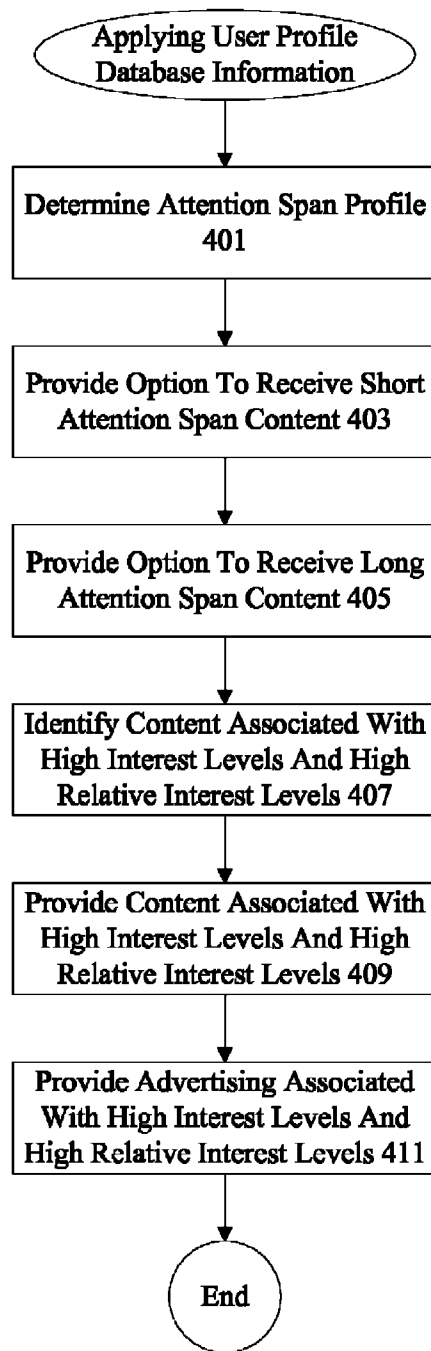 Applying User Profile
Database Information
Determine Attention Span Profile
401
Provide Option To Receive Short
Attention Span Content 403
Provide Option To Receive Long
Attention Span Content 405
Identify Content Associated With
High Interest Levels And High
Relative Interest Levels 407
Provide Content Associated With
High Interest Levels And High
Relative Interest Levels 409
Provide Advertising Associated
With High Interest Levels And
High Relative Interest Levels 411
End